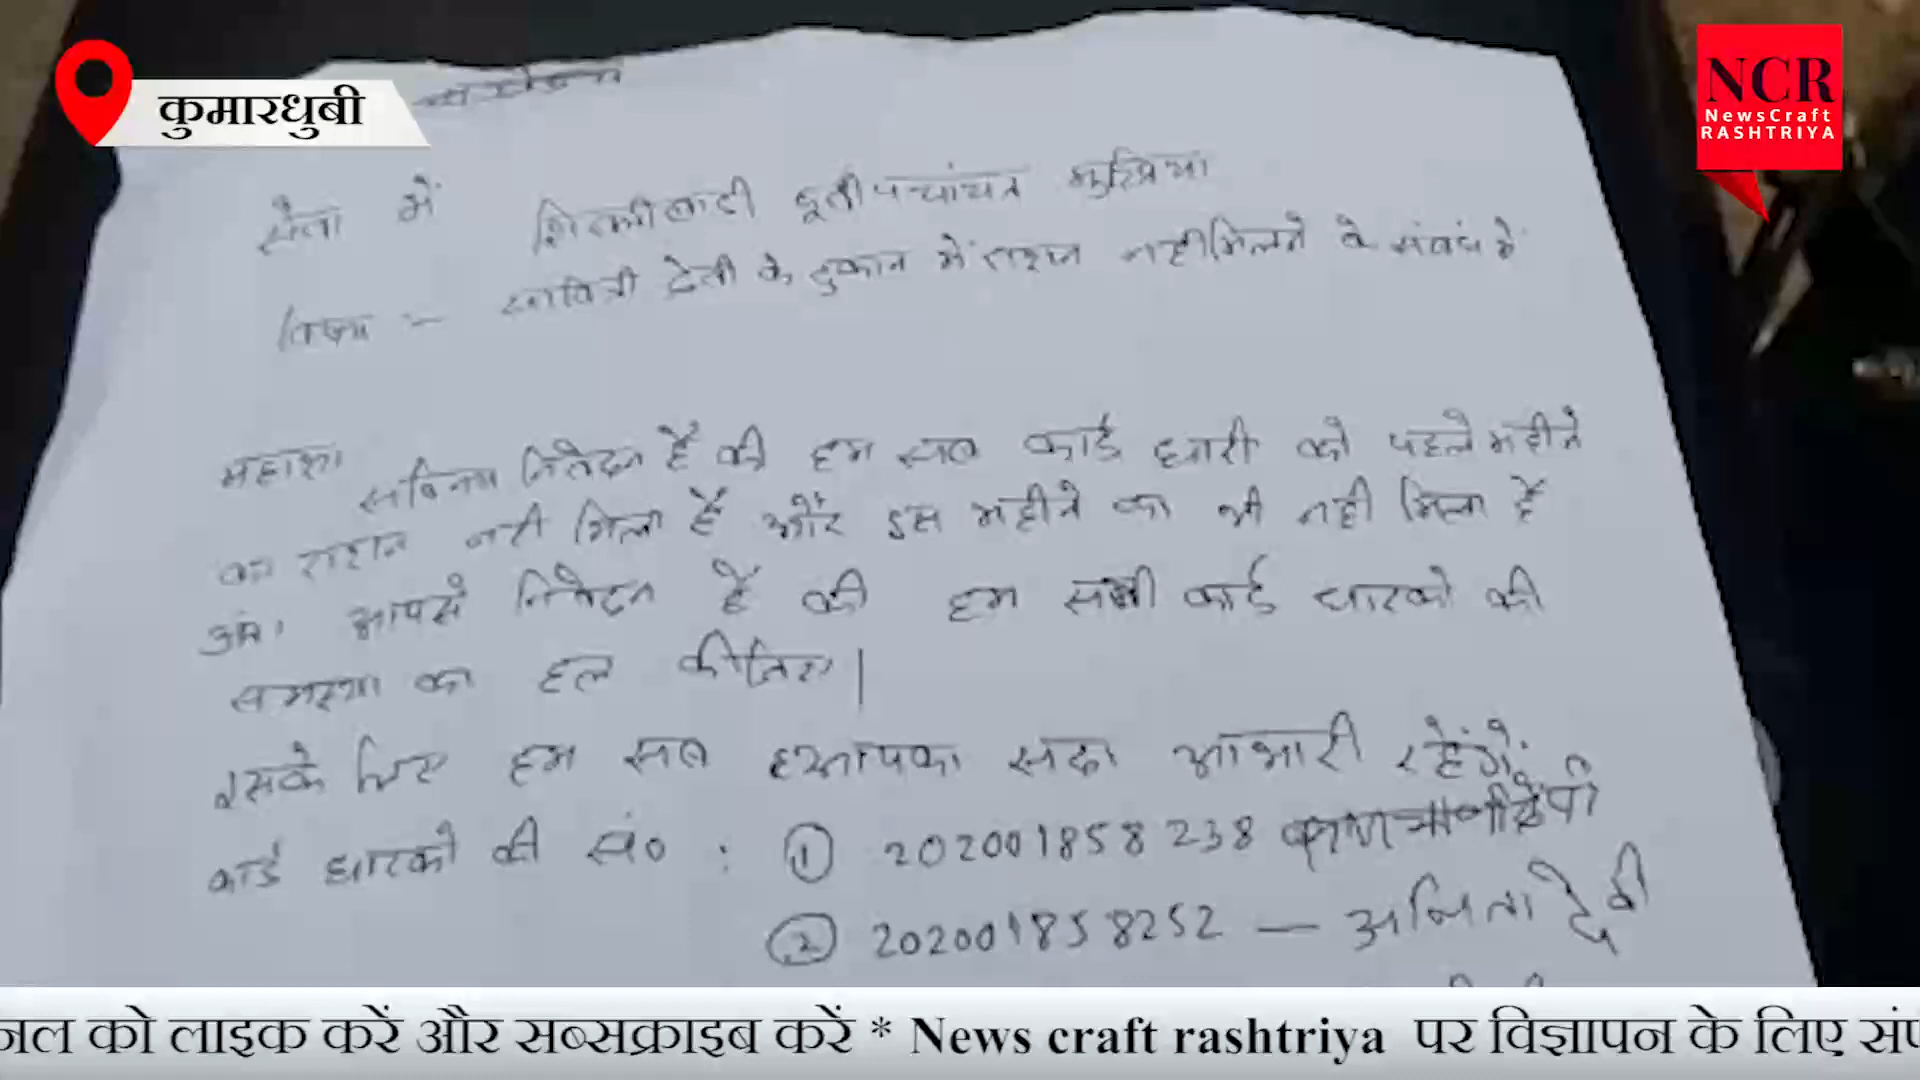 कुमारधुबी
NCR
NewsCraft
RASHTRIYA
सेवा में
पंचायत मुखिया
सावित्री देवी के दुकान में राशन नही मिलने के संबंध में
विषय :-
महाशय
सविनय निवेदन है की हम सब कार्ड धारी को पहले महीने
का राशन नही मिला है और इस महीने का भी नही मिला है
अतः आपसे निवेदन है की हम सभी कार्ड धारको की
समस्या का हल कीजिए।
इसके लिए हम सब आपका सदा आभारी रहेंगें
कार्ड धारको की सं० : ① 202001858238
② 202001858252 — अनिता देवी
नल को लाइक करें और सब्सक्राइब करें * News craft rashtriya पर विज्ञापन के लिए संप